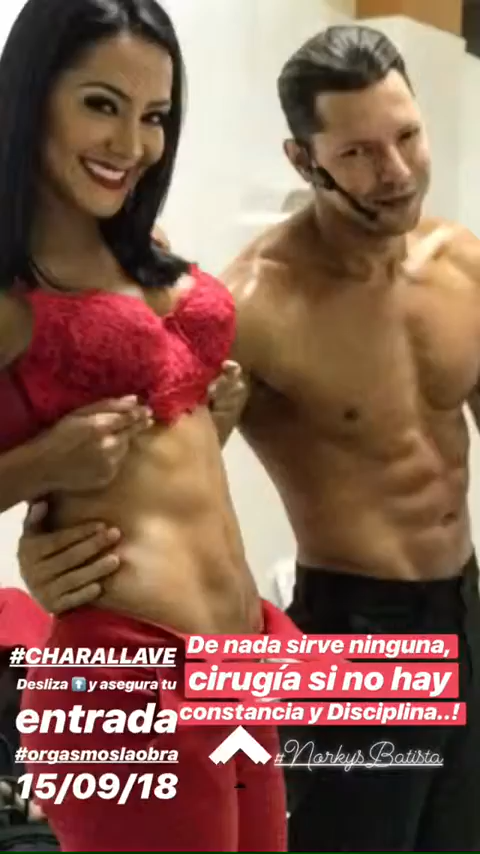 #CHARALLAVE
Desliza ⬆️ y asegura tu
entrada
#orgasmoslaobra
15/09/18
De nada sirve ninguna,
cirugía si no hay
constancia y Disciplina..!
#NorkysBatista